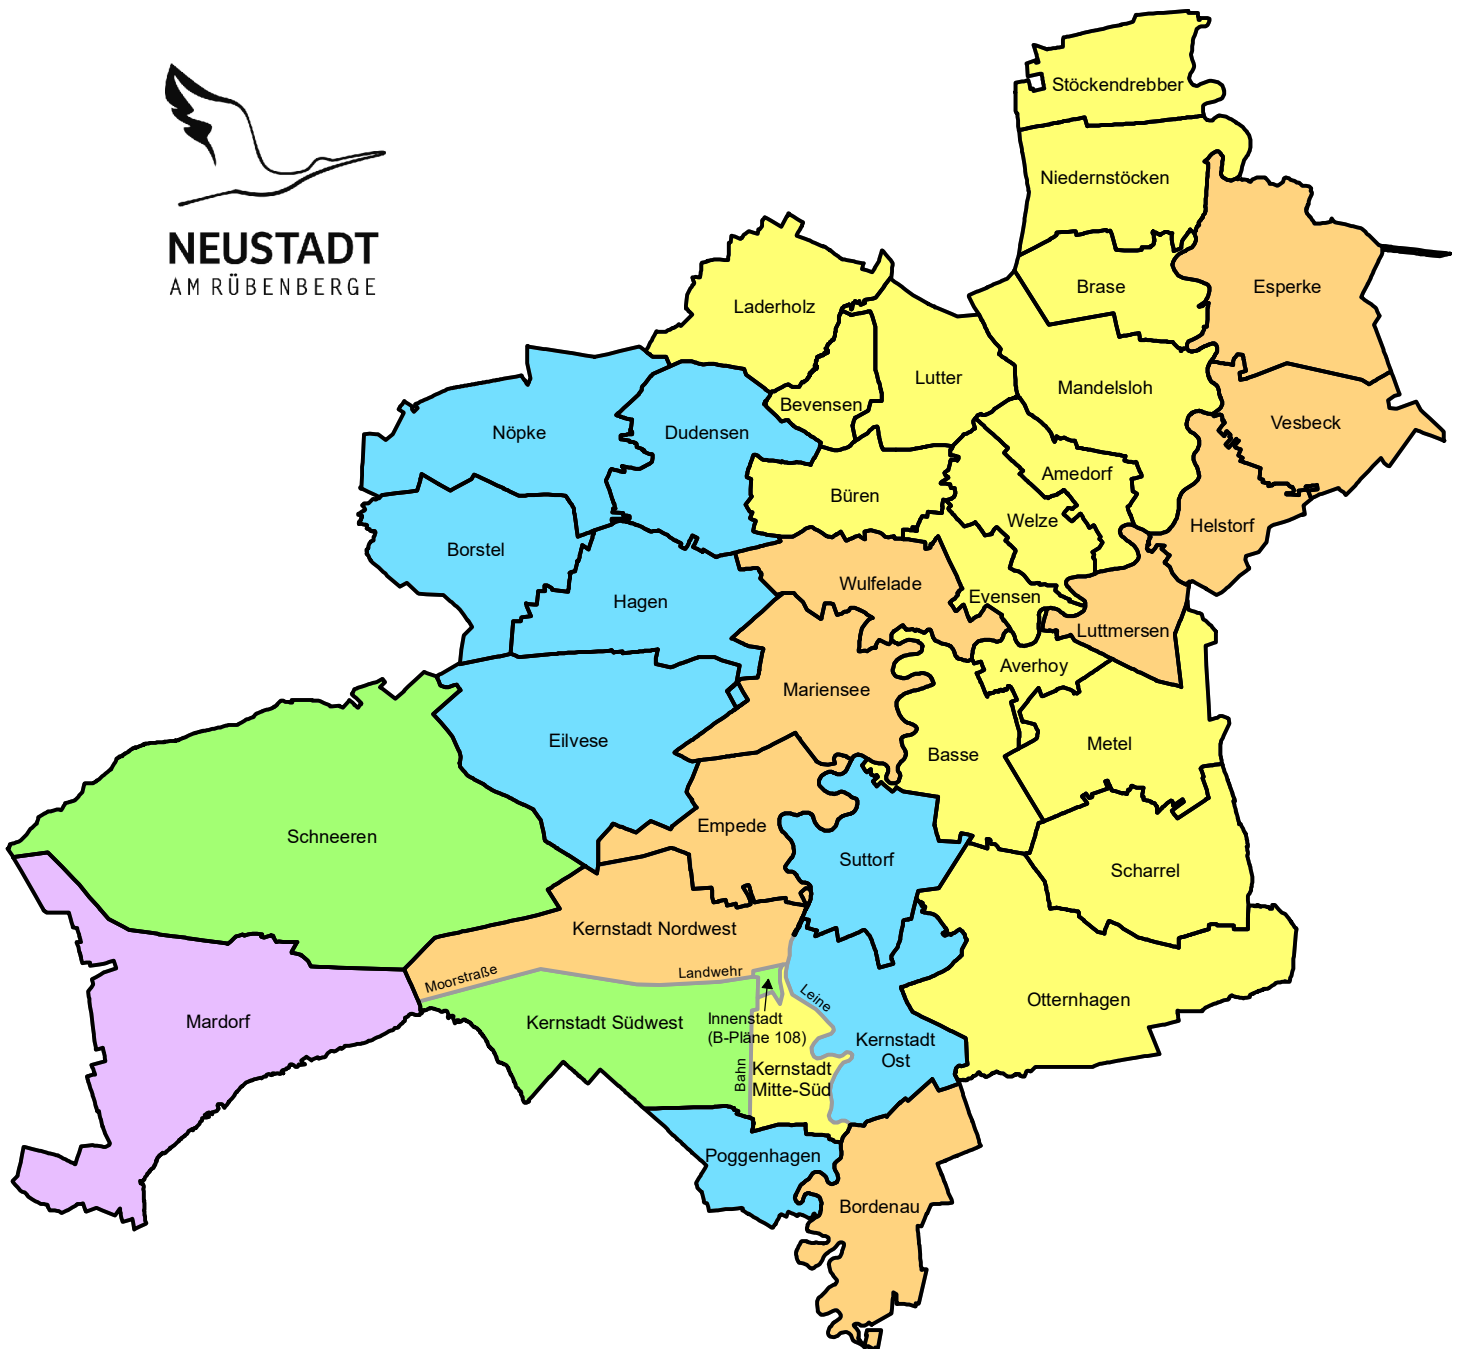 NEUSTADT
AM RÜBENBERGE
Stöckendrebber
Niedernstöcken
Brase
Esperke
Laderholz
Bevensen
Lutter
Mandelsloh
Vesbeck
Nöpke
Dudensen
Büren
Amedorf
Welze
Helstorf
Borstel
Hagen
Wulfelade
Evensen
Luttmersen
Averhoy
Mariensee
Eilvese
Basse
Metel
Schneeren
Empede
Suttorf
Scharrel
Kernstadt Nordwest
Moorstraße
Landwehr
Leine
Otternhagen
Mardorf
Kernstadt Südwest
Innenstadt
(B-Pläne 108)
Kernstadt
Ost
Bahn
Kernstadt
Mitte-Süd
Poggenhagen
Bordenau